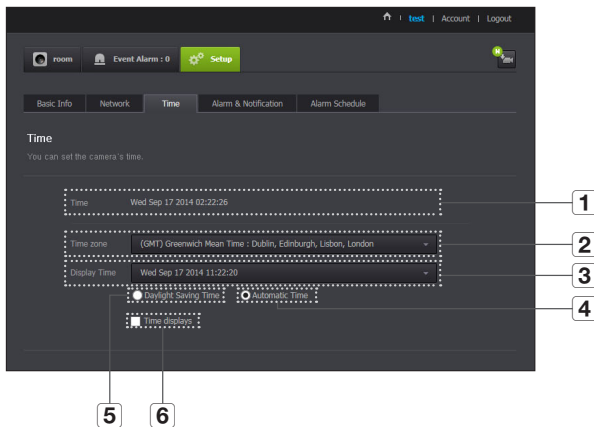 test | Account | Logout
room Event Alarm : 0 Setup N
Basic Info Network Time Alarm & Notification Alarm Schedule
Time
You can set the camera's time.
Time Wed Sep 17 2014 02:22:26 1
Time zone (GMT) Greenwich Mean Time : Dublin, Edinburgh, Lisbon, London 2
Display Time Wed Sep 17 2014 11:22:20 3
Daylight Saving Time Automatic Time 4
Time displays
5 6